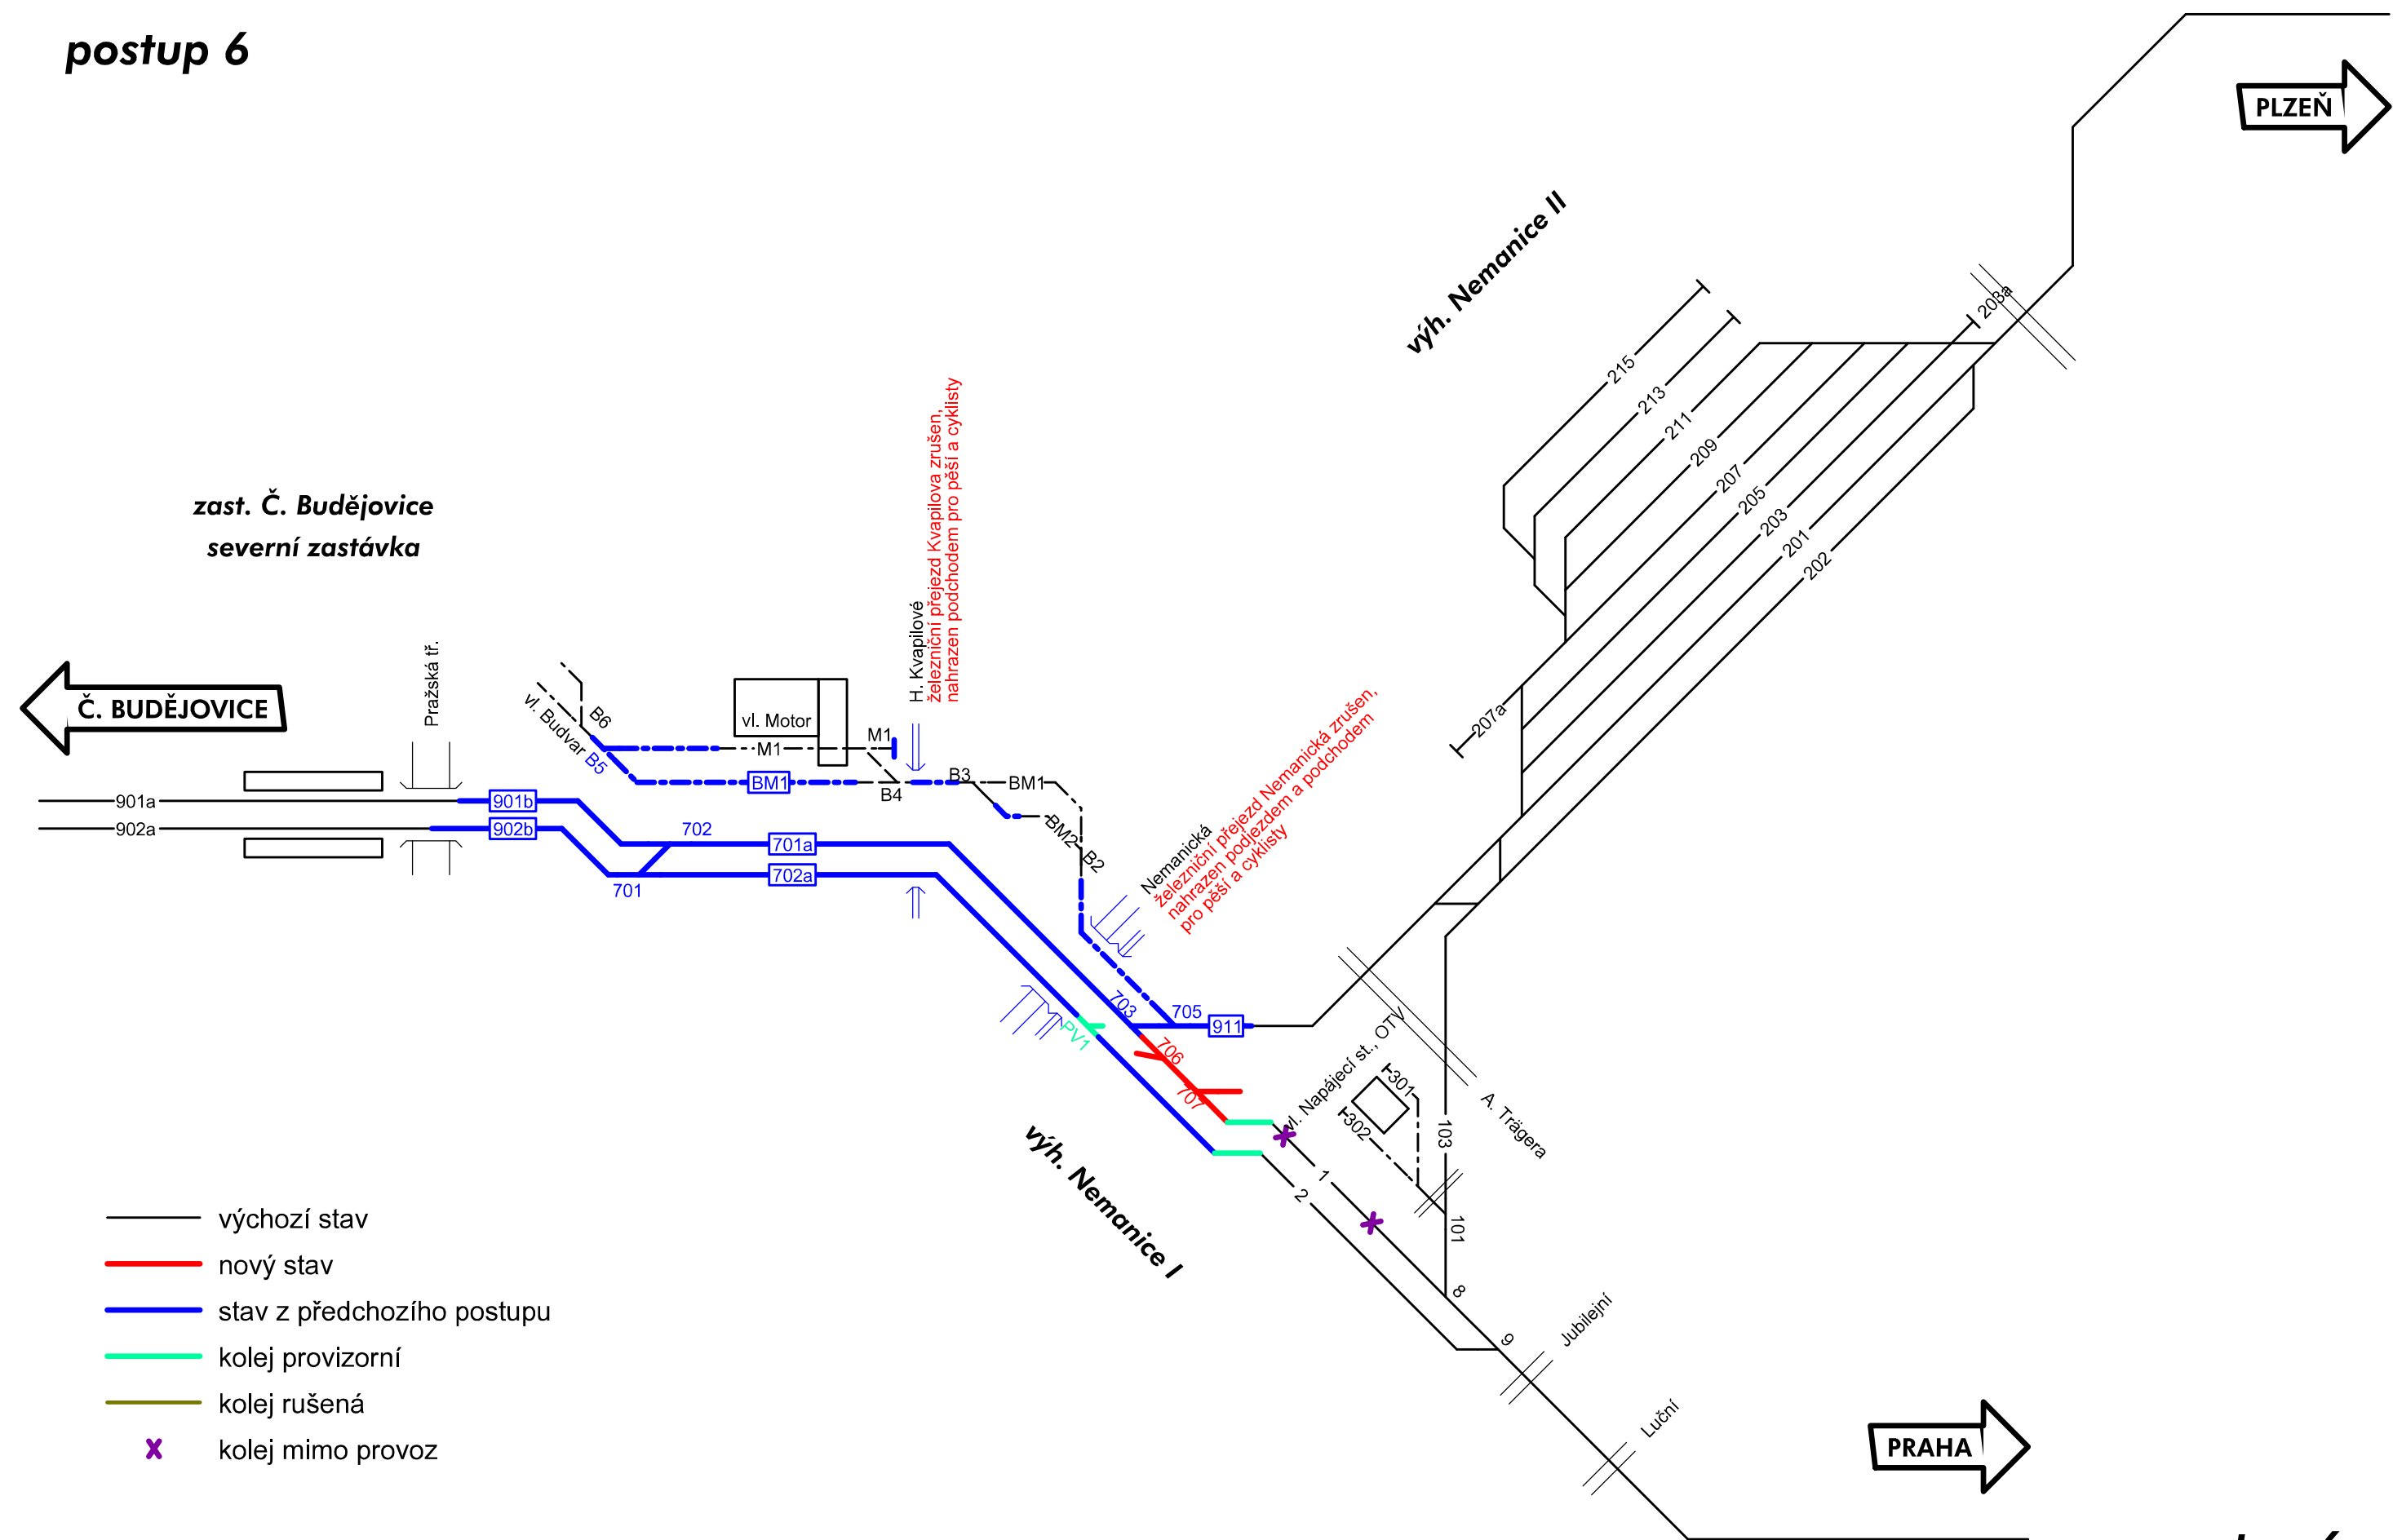 postup 6
PLZEŇ
výh. Nemanice II
203a
215
213
211
209
207
205
203
201
202
207a
zast. Č. Budějovice
severní zastávka
Č. BUDĚJOVICE
Pražská tř.
H. Kvapilové
železniční přejezd Kvapilova zrušen,
nahrazen podchodem pro pěší a cyklisty
vl. Budvar
B6
B5
vl. Motor
M1
M1
BM1
B4
B3
BM1
BM2
B2
Nemanická
železniční přejezd Nemanická zrušen,
nahrazen podjezdem a podchodem
pro pěší a cyklisty
901a
901b
902a
902b
702
701a
701
702a
703
705
911
PV1
706
707
vl. Napájecí st., OTV
301
302
A. Trägera
103
101
1
2
8
9
výh. Nemanice I
Jubilejní
Luční
PRAHA
výchozí stav
nový stav
stav z předchozího postupu
kolej provizorní
kolej rušená
kolej mimo provoz